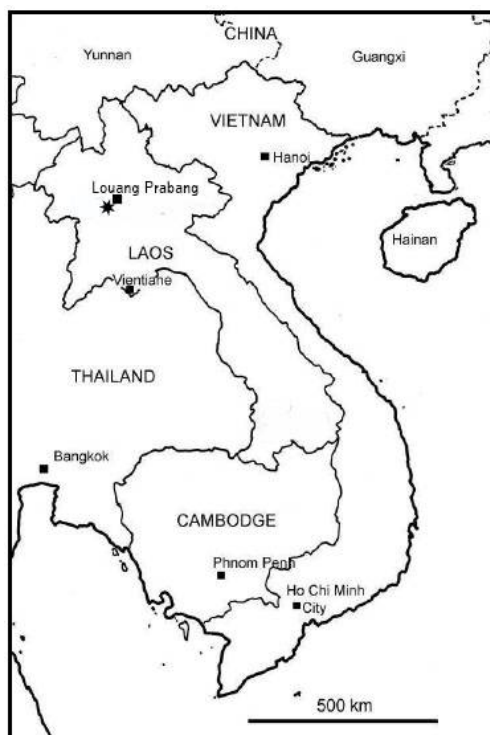 CHINA
Yunnan
Guangxi
VIETNAM
Hanoi
Louang Prabang
Hainan
LAOS
Vientiane
THAILAND
Bangkok
CAMBODGE
Phnom Penh
Ho Chi Minh
City
500 km